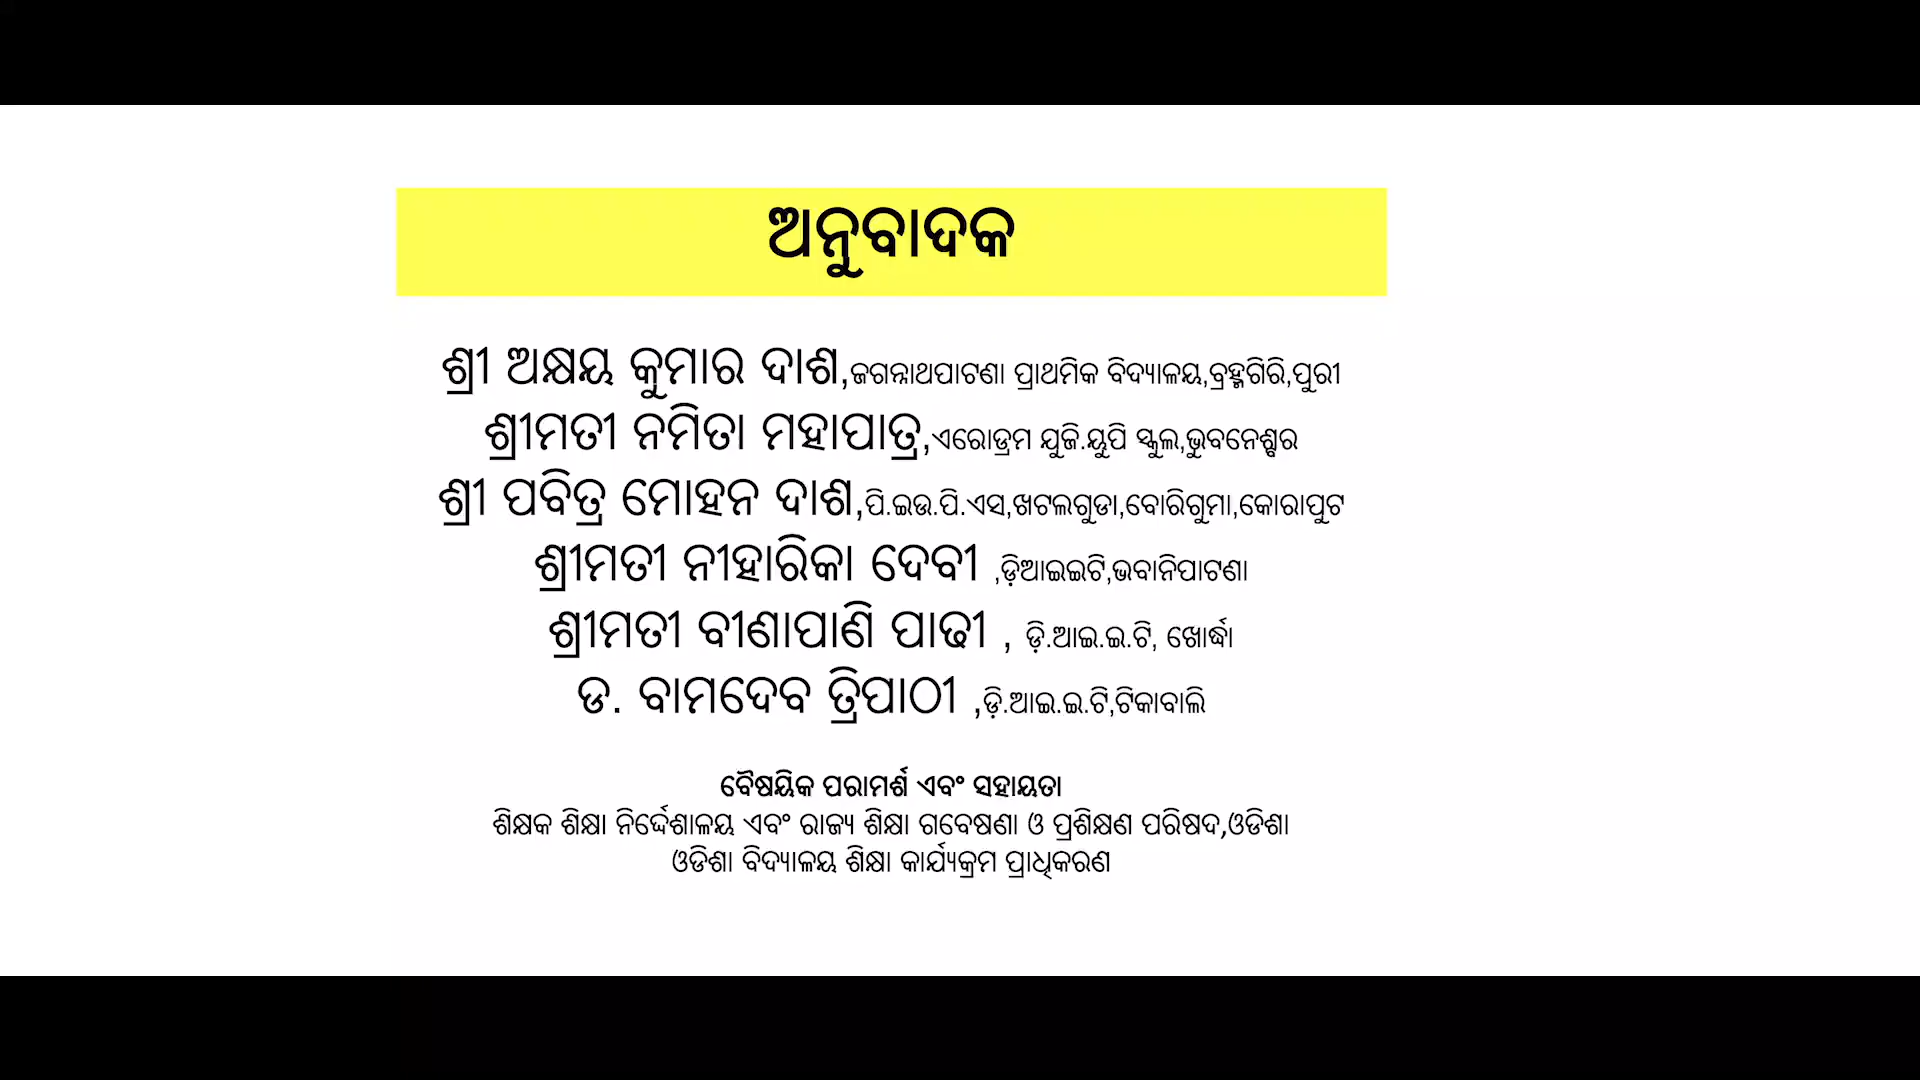 ଅନୁବାଦକ
ଶ୍ରୀ ଅକ୍ଷୟ କୁମାର ଦାଶ,ଜଗନ୍ନାଥପାଟଣା ପ୍ରାଥମିକ ବିଦ୍ୟାଳୟ,ବ୍ରହ୍ମଗିରି,ପୁରୀ
ଶ୍ରୀମତୀ ନମିତା ମହାପାତ୍ର,ଏରୋଡ୍ରମ ଯୁଜି.ୟୁପି ସ୍କୁଲ,ଭୁବନେଶ୍ବର
ଶ୍ରୀ ପବିତ୍ର ମୋହନ ଦାଶ,ପି.ଇଉ.ପି.ଏସ,ଖଟଲଗୁଡା,ବୋରିଗୁମା,କୋରାପୁଟ
ଶ୍ରୀମତୀ ନୀହାରିକା ଦେବୀ ,ଡ଼ିଆଇଇଟି,ଭବାନିପାଟଣା
ଶ୍ରୀମତୀ ବୀଣାପାଣି ପାଢୀ , ଡ଼ି.ଆଇ.ଇ.ଟି, ଖୋର୍ଦ୍ଧା
ଡ. ବାମଦେବ ତ୍ରିପାଠୀ ,ଡ଼ି.ଆଇ.ଇ.ଟି,ଟିକାବାଲି
ବୈଷୟିକ ପରାମର୍ଶ ଏବଂ ସହାୟତା
ଶିକ୍ଷକ ଶିକ୍ଷା ନିର୍ଦ୍ଦେଶାଳୟ ଏବଂ ରାଜ୍ୟ ଶିକ୍ଷା ଗବେଷଣା ଓ ପ୍ରଶିକ୍ଷଣ ପରିଷଦ,ଓଡିଶା
ଓଡିଶା ବିଦ୍ୟାଳୟ ଶିକ୍ଷା କାର୍ଯ୍ୟକ୍ରମ ପ୍ରାଧିକରଣ